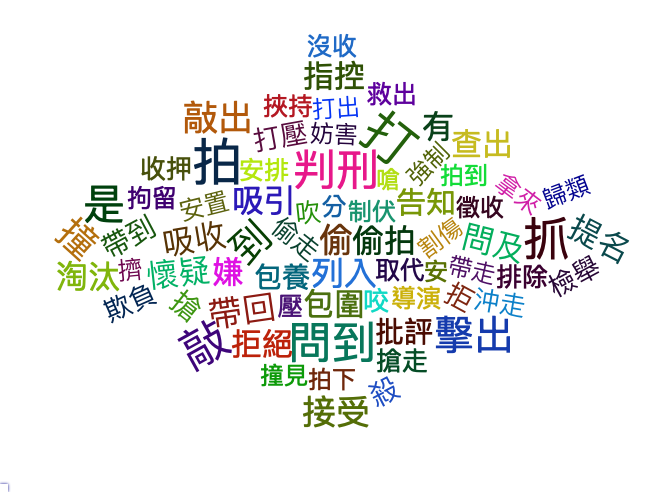 沒收
指控
救出
挾持
打出
敲出
打壓
妨害
打
有
查出
收押
拍
安排
判刑
嗆
強制
拍到
拿來
歸類
是
拘留
安置
吸引
吹
分
制伏
告知
徵收
撞
帶到
吸收
到
偷走
偷
偷拍
割傷
問及
抓
提名
淘汰
擠
懷疑
嫌
包養
列入
取代
安
帶走
排除
檢舉
欺負
搶
帶回
壓
包圍
咬
導演
拒
沖走
敲
拒絕
問到
批評
擊出
搶走
撞見
拍下
殺
接受